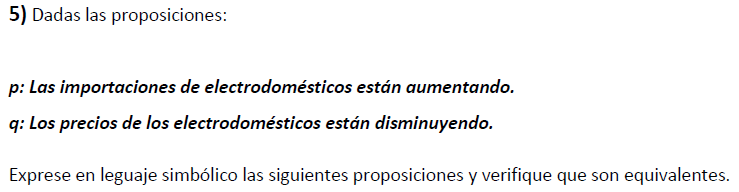 5) Dadas las proposiciones:
p: Las importaciones de electrodomésticos están aumentando.
q: Los precios de los electrodomésticos están disminuyendo.
Exprese en leguaje simbólico las siguientes proposiciones y verifique que son equivalentes.